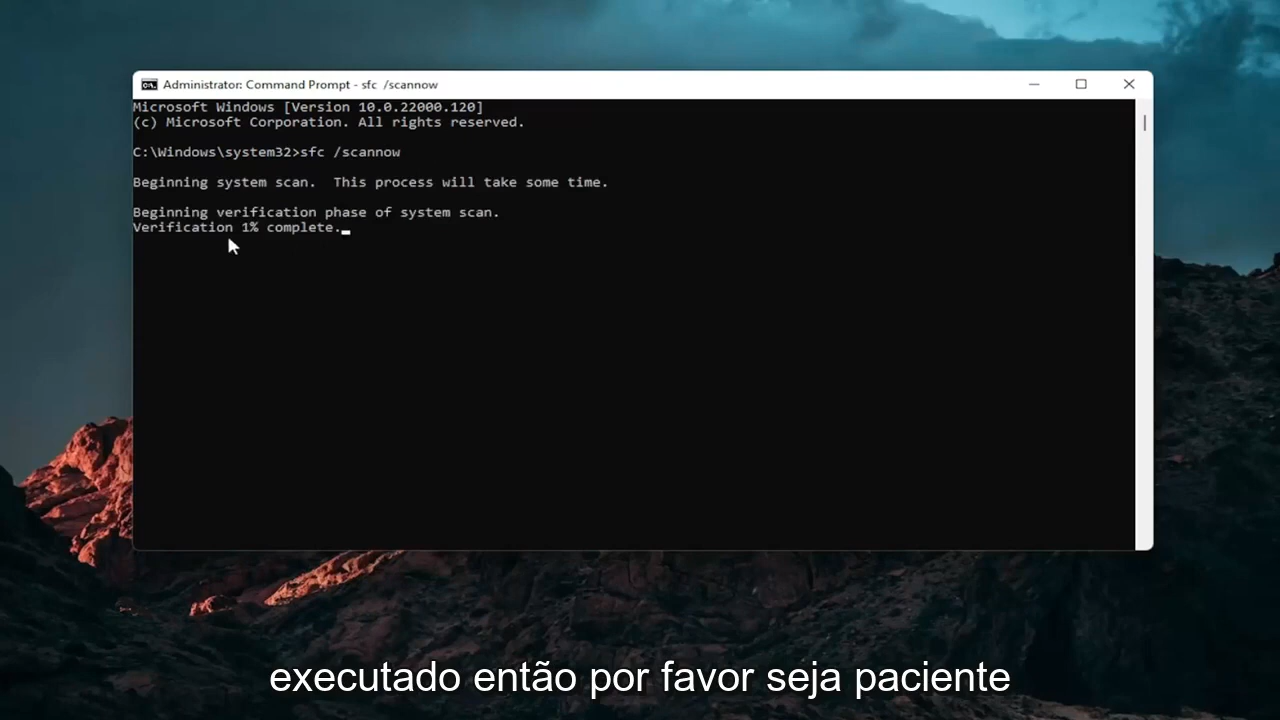 Administrator: Command Prompt - sfc  /scannow
Microsoft Windows [Version 10.0.22000.120]
(c) Microsoft Corporation. All rights reserved.
C:\Windows\system32>sfc /scannow
Beginning system scan.  This process will take some time.
Beginning verification phase of system scan.
Verification 1% complete.
executado então por favor seja paciente